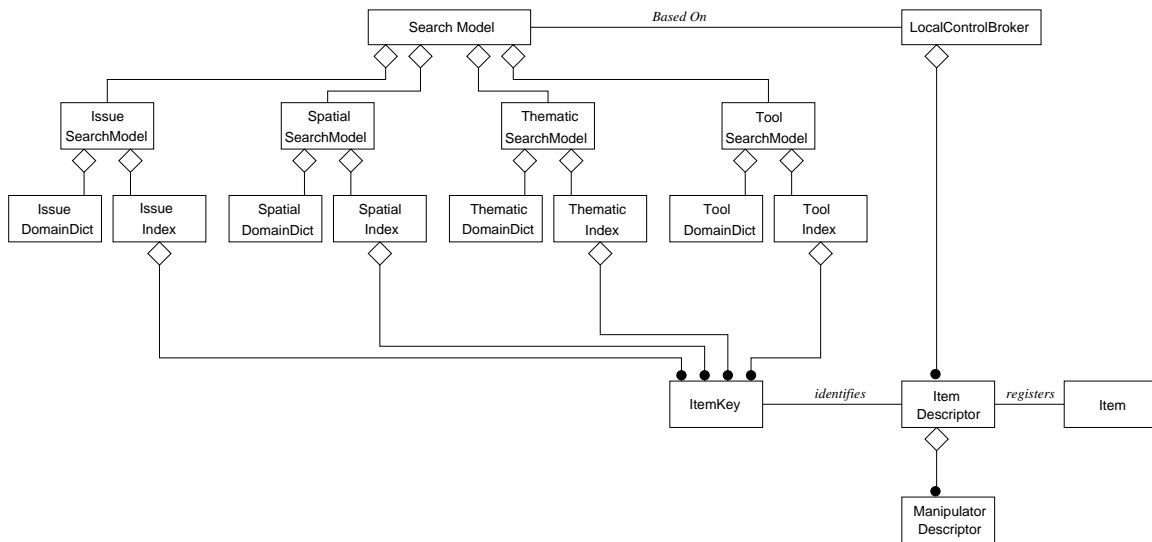 Search Model
Based On
LocalControlBroker
Issue
SearchModel
Spatial
SearchModel
Thematic
SearchModel
Tool
SearchModel
Issue
DomainDict
Issue
Index
Spatial
DomainDict
Spatial
Index
Thematic
DomainDict
Thematic
Index
Tool
DomainDict
Tool
Index
ItemKey
identifies
Item
Descriptor
registers
Item
Manipulator
Descriptor